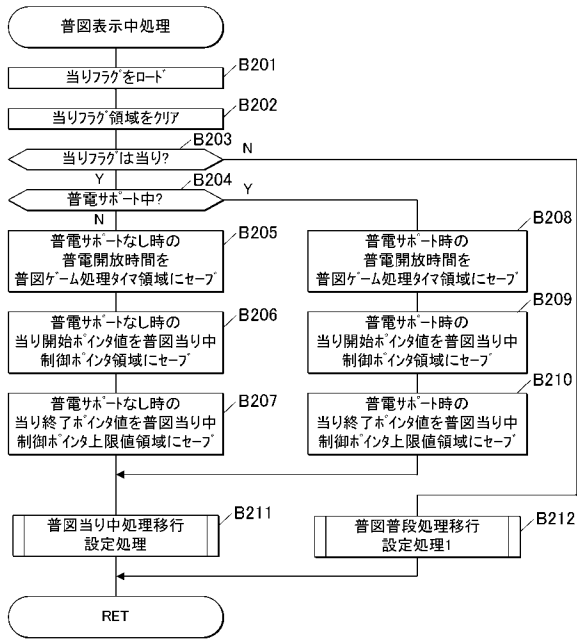 普図表示中処理
当りフラグをロード
B201
当りフラグ領域をクリア
B202
当りフラグは当り?
B203
N
Y
普電サポート中?
B204
Y
N
普電サポートなし時の
普電開放時間を
普図ゲーム処理タイマ領域にセーブ
B205
普電サポート時の
普電開放時間を
普図ゲーム処理タイマ領域にセーブ
B208
普電サポートなし時の
当り開始ポインタ値を普図当り中
制御ポインタ領域にセーブ
B206
普電サポート時の
当り開始ポインタ値を普図当り中
制御ポインタ領域にセーブ
B209
普電サポートなし時の
当り終了ポインタ値を普図当り中
制御ポインタ上限値領域にセーブ
B207
普電サポート時の
当り終了ポインタ値を普図当り中
制御ポインタ上限値領域にセーブ
B210
普図当り中処理移行
設定処理
B211
普図普段処理移行
設定処理1
B212
RET